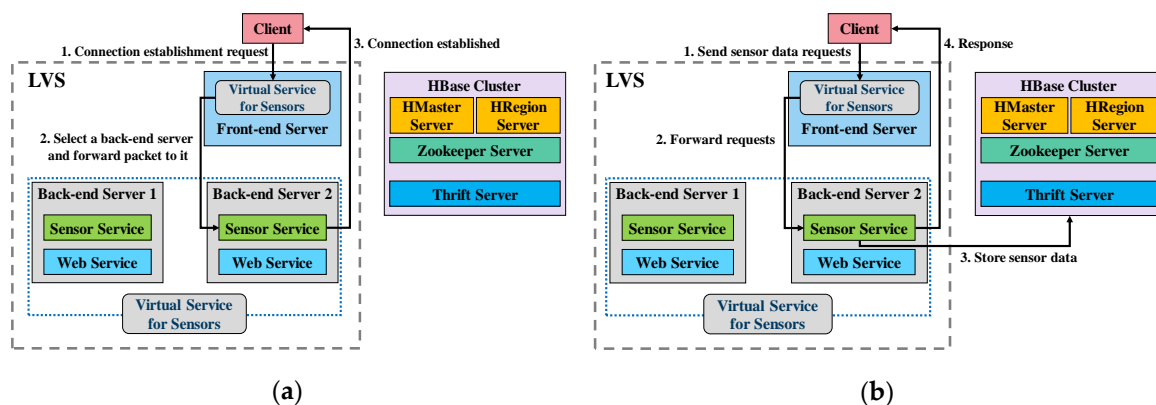 Client
1. Connection establishment request
3. Connection established
LVS
Virtual Service
for Sensors
Front-end Server
2. Select a back-end server
and forward packet to it
HBase Cluster
HMaster
Server
HRegion
Server
Zookeeper Server
Thrift Server
Back-end Server 1
Sensor Service
Web Service
Back-end Server 2
Sensor Service
Web Service
Virtual Service
for Sensors
(a)
Client
1. Send sensor data requests
4. Response
LVS
Virtual Service
for Sensors
Front-end Server
2. Forward requests
HBase Cluster
HMaster
Server
HRegion
Server
Zookeeper Server
Thrift Server
Back-end Server 1
Sensor Service
Web Service
Back-end Server 2
Sensor Service
Web Service
3. Store sensor data
Virtual Service
for Sensors
(b)